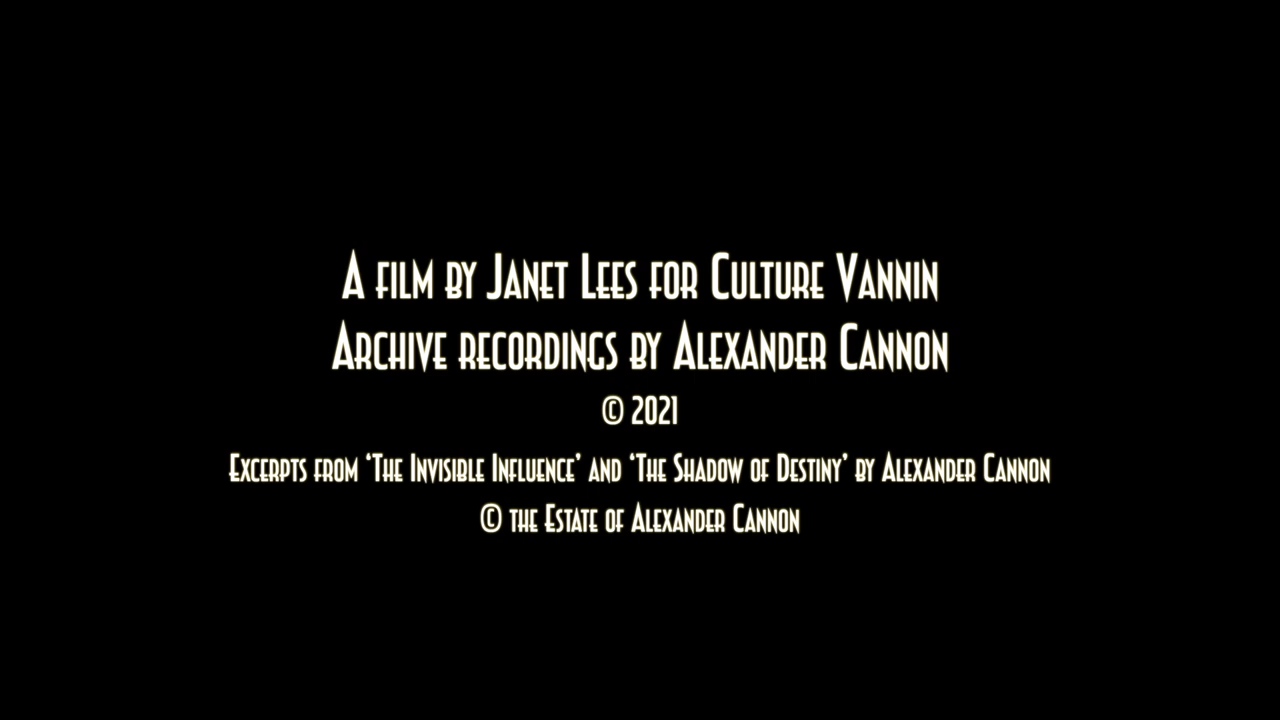 A film by Janet Lees for Culture Vannin
Archive recordings by Alexander Cannon
© 2021
Excerpts from ‘The Invisible Influence’ and ‘The Shadow of Destiny’ by Alexander Cannon
© the Estate of Alexander Cannon